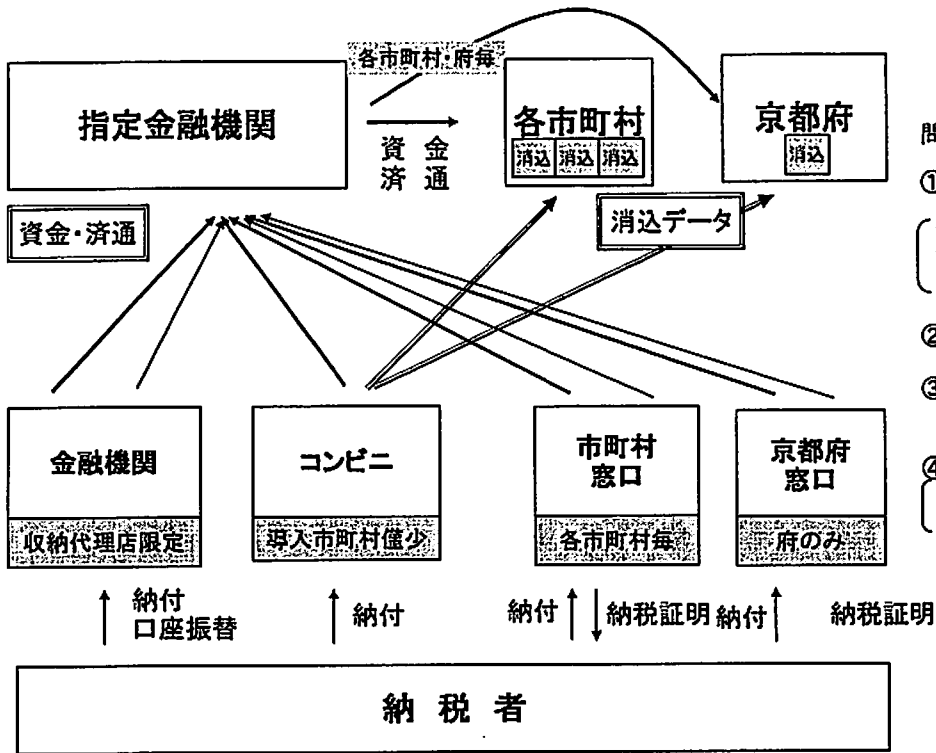 各市町村・府毎
指定金融機関
各市町村
京都府
消込 消込 消込
消込
資金
済通
資金・済通
消込データ
問
①
②
③
④
金融機関
コンビニ
市町村
窓口
京都府
窓口
収納代理店限定
導入市町村僅少
各市町村毎
府のみ
納付
口座振替
納付
納付
納税証明
納付
納税証明
納税者